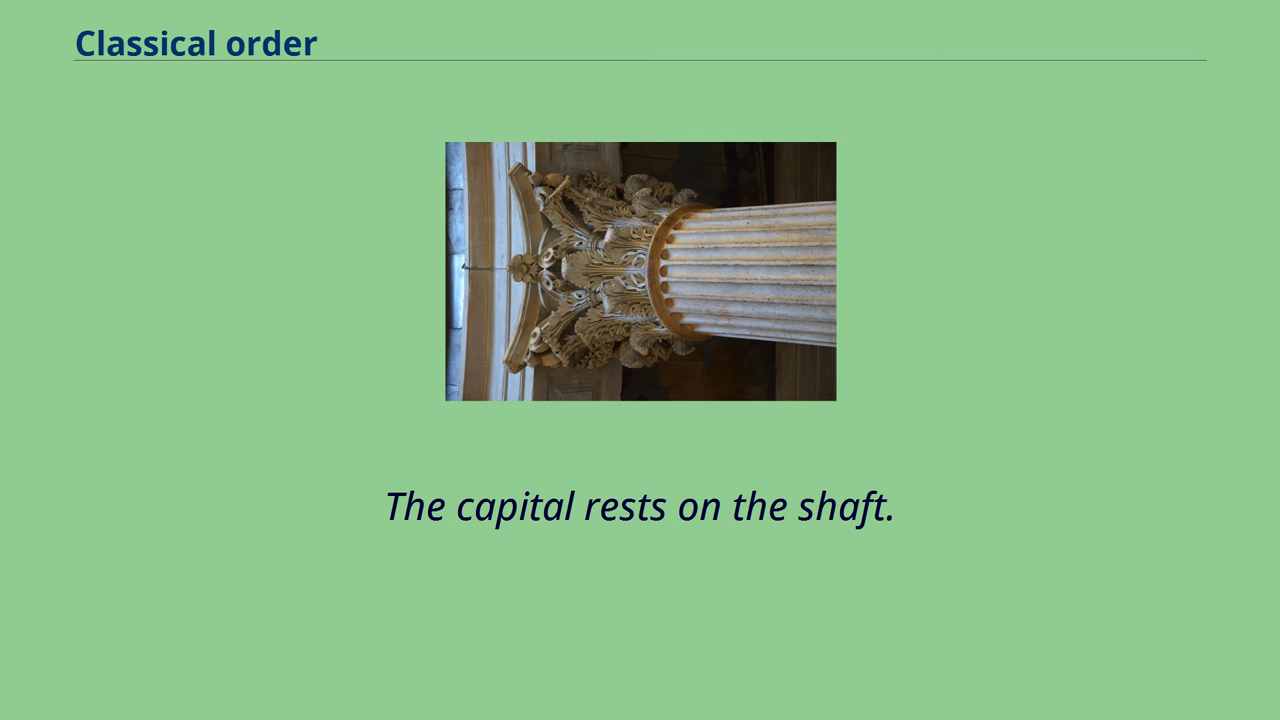 Classical order
The capital rests on the shaft.